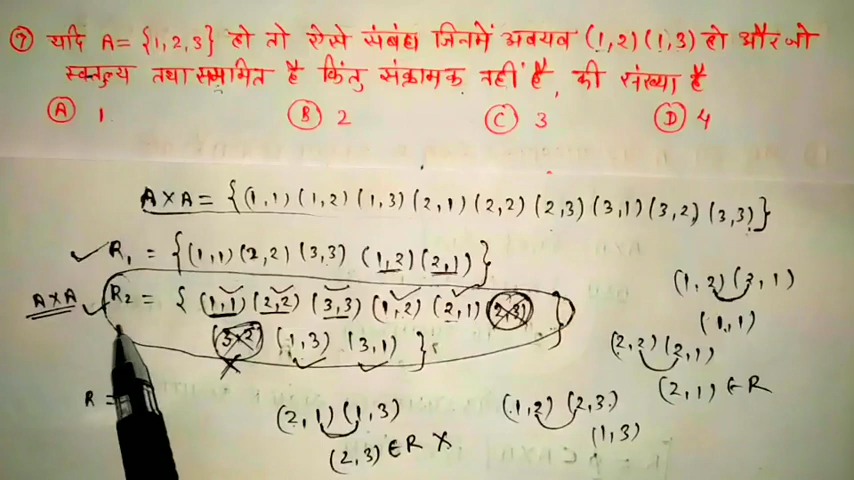 ⑦ यदि A = {1,2,3} हो तो ऐसे संबंध जिनमें अवयव (1,2) (1,3) हो और जो
स्वतुल्य तथा सममित है किंतु संक्रामक नहीं है, की संख्या है
Ⓐ 1 Ⓑ 2 Ⓒ 3 Ⓓ 4
A×A = {(1,1) (1,2) (1,3) (2,1) (2,2) (2,3) (3,1) (3,2) (3,3)}
R₁ = {(1,1) (2,2) (3,3) (1,2) (2,1)}
A×A R₂ = { (1,1) (2,2) (3,3) (1,2) (2,1) (2,3)
(3,2) (1,3) (3,1) }
(1,2) (2,1)
(1,1)
(2,2) (2,1)
(2,1) ∈ R
R =
(2,1) (1,3)
(2,3) ∈ R ×
(1,2) (2,3)
(1,3)